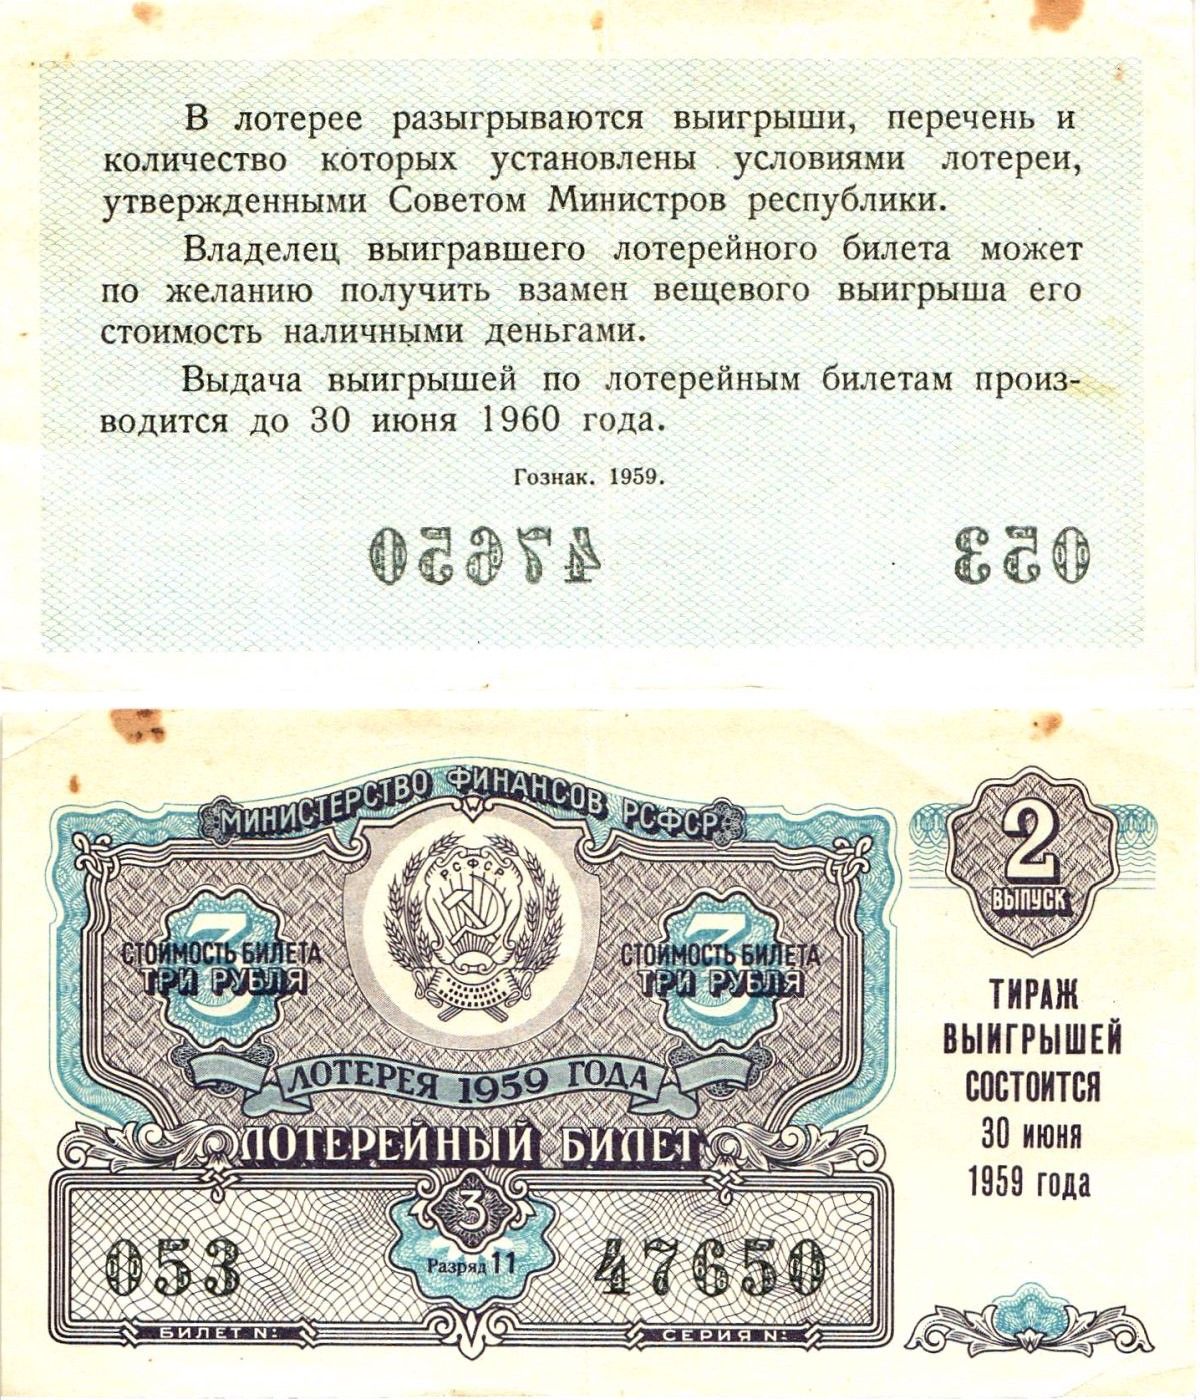 В лотерее разыгрываются выигрыши, перечень и
количество которых установлены условиями лотереи,
утвержденными Советом Министров республики.
Владелец выигравшего лотерейного билета может
по желанию получить взамен вещевого выигрыша его
стоимость наличными деньгами.
Выдача выигрышей по лотерейным билетам произ-
водится до 30 июня 1960 года.
Гознак. 1959.
47650 053
МИНИСТЕРСТВО ФИНАНСОВ РСФСР
РСФСР
3 СТОИМОСТЬ БИЛЕТА
ТРИ РУБЛЯ
3 СТОИМОСТЬ БИЛЕТА
ТРИ РУБЛЯ
ЛОТЕРЕЯ 1959 ГОДА
ЛОТЕРЕЙНЫЙ БИЛЕТ
3
Разряд 11
053 47650
БИЛЕТ №: СЕРИЯ №:
2
ВЫПУСК
ТИРАЖ
ВЫИГРЫШЕЙ
СОСТОИТСЯ
30 июня
1959 года